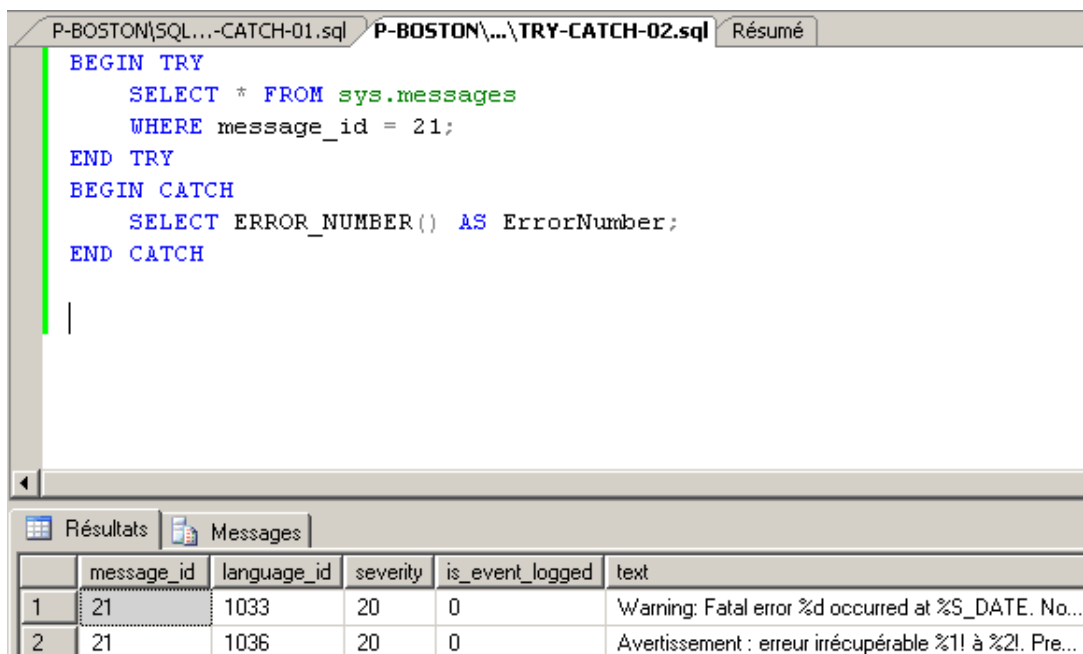 P-BOSTON\SQL...-CATCH-01.sql P-BOSTON\...\TRY-CATCH-02.sql Résumé
BEGIN TRY
SELECT * FROM sys.messages
WHERE message_id = 21;
END TRY
BEGIN CATCH
SELECT ERROR_NUMBER() AS ErrorNumber;
END CATCH
Résultats Messages
message_id language_id severity is_event_logged text
1 21 1033 20 0 Warning: Fatal error %d occurred at %S_DATE. No...
2 21 1036 20 0 Avertissement : erreur irrécupérable %1! à %2!. Pre...